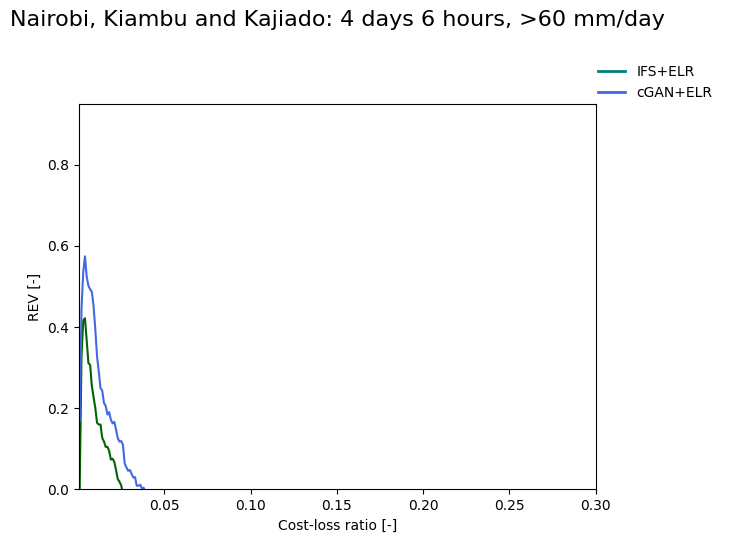 Nairobi, Kiambu and Kajiado: 4 days 6 hours, >60 mm/day
IFS+ELR
cGAN+ELR
0.8
0.6
0.4
0.2
0.0
REV [-]
0.05 0.10 0.15 0.20 0.25 0.30
Cost-loss ratio [-]